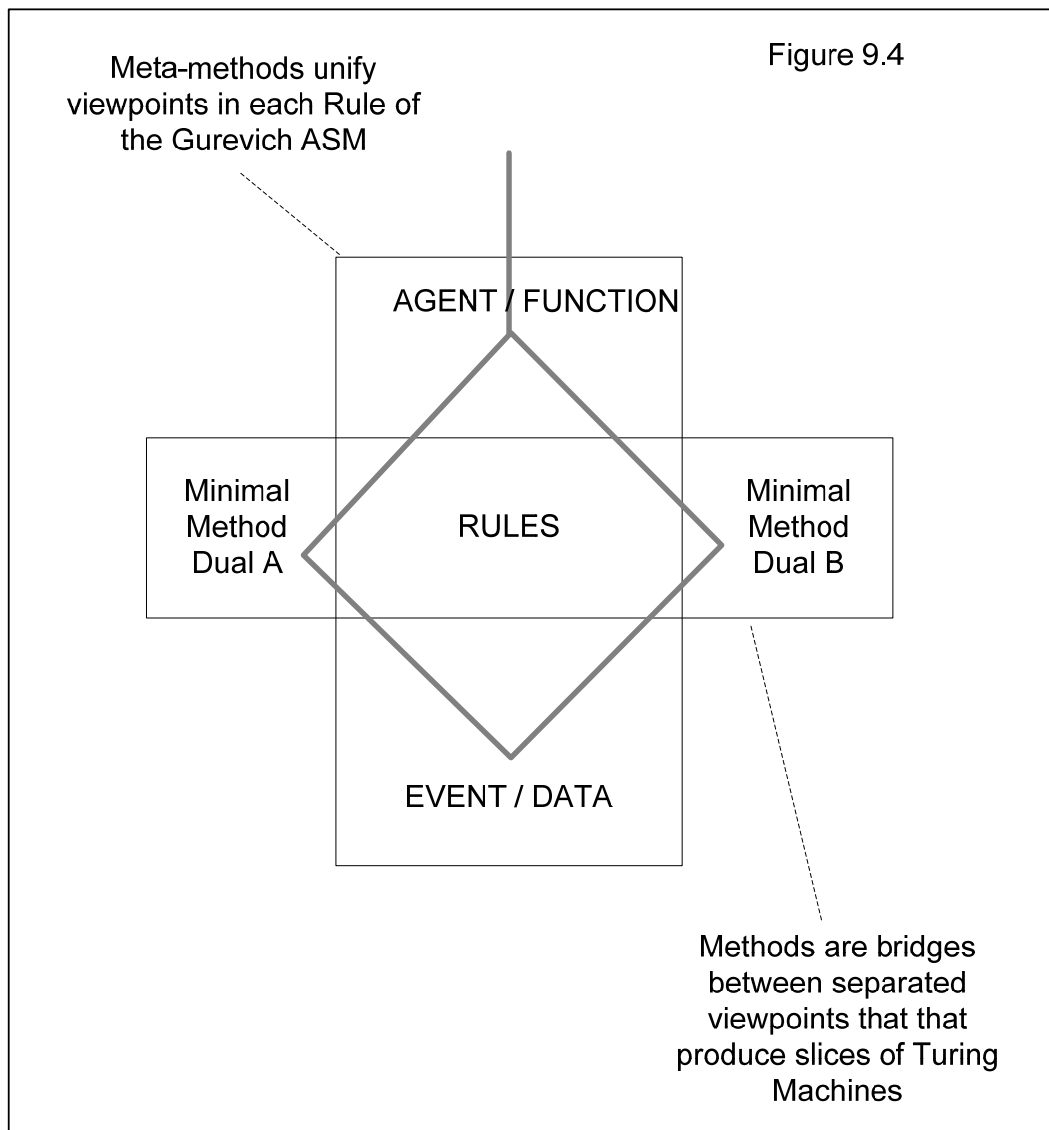 Figure 9.4
Meta-methods unify
viewpoints in each Rule of
the Gurevich ASM
AGENT / FUNCTION
Minimal
Method
Dual A
RULES
Minimal
Method
Dual B
EVENT / DATA
Methods are bridges
between separated
viewpoints that that
produce slices of Turing
Machines